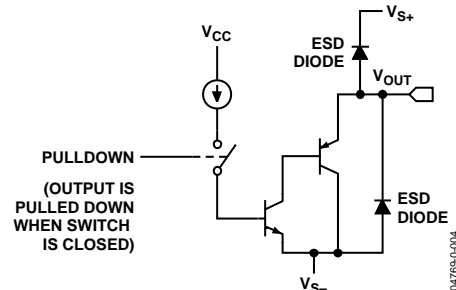 VS+
VCC
ESD
DIODE
VOUT
PULLDOWN
(OUTPUT IS
PULLED DOWN
WHEN SWITCH
IS CLOSED)
ESD
DIODE
VS–
04769-0-004